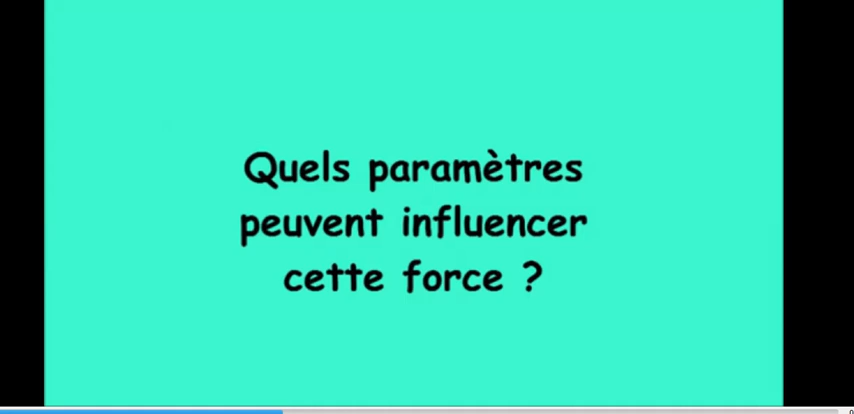 Quels paramètres
peuvent influencer
cette force ?